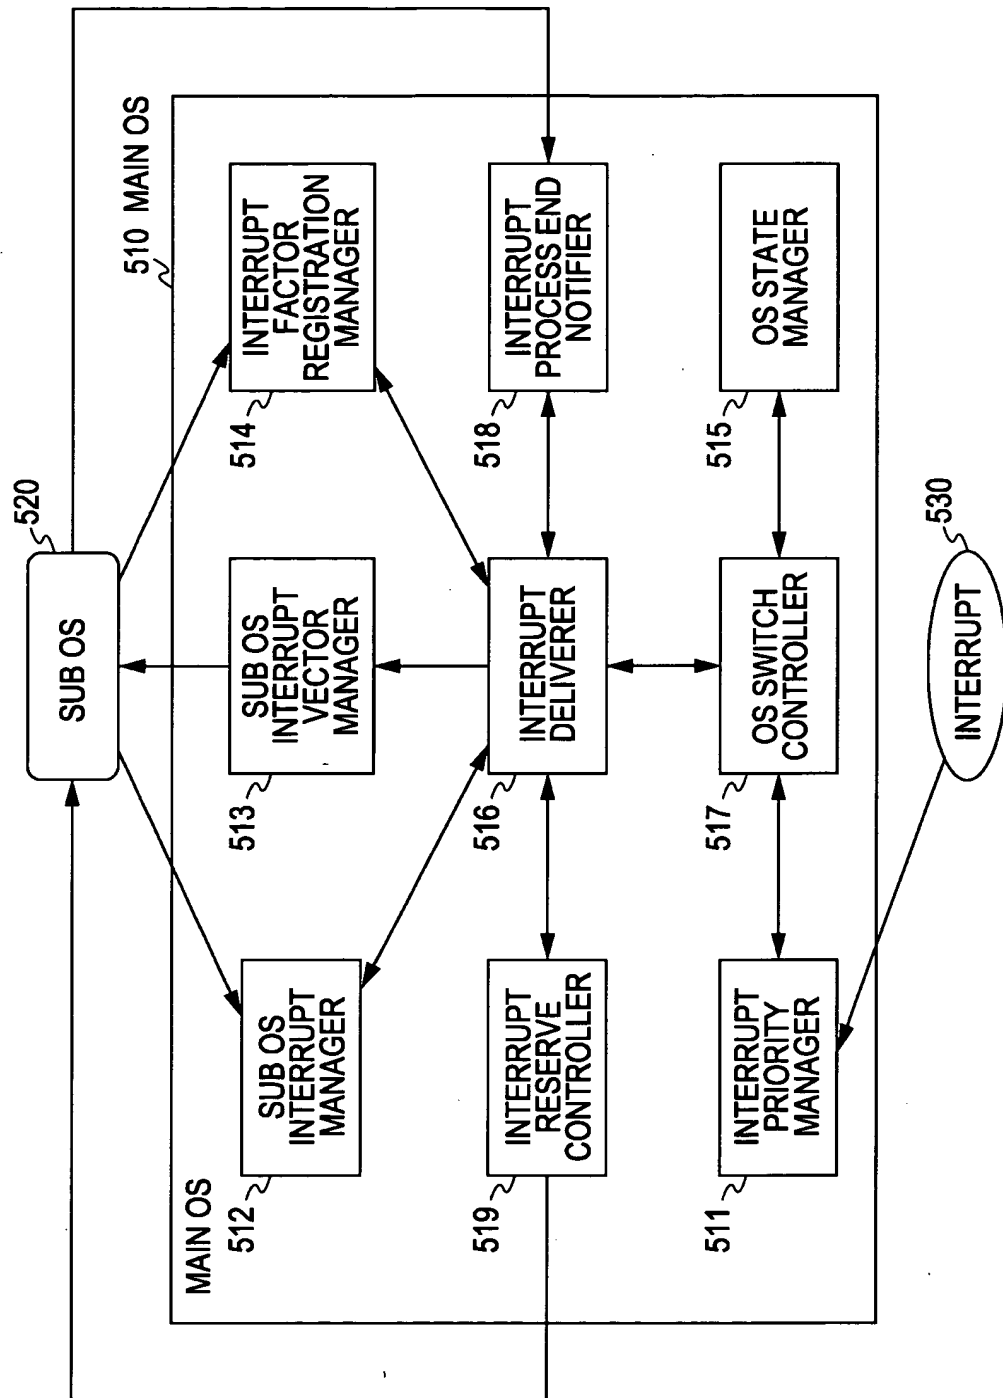 520
SUB OS
510 MAIN OS
MAIN OS
SUB OS
INTERRUPT
MANAGER
512
SUB OS
INTERRUPT
VECTOR
MANAGER
513
INTERRUPT
FACTOR
REGISTRATION
MANAGER
514
INTERRUPT
RESERVE
CONTROLLER
519
INTERRUPT
DELIVERER
516
INTERRUPT
PROCESS END
NOTIFIER
518
INTERRUPT
PRIORITY
MANAGER
511
OS SWITCH
CONTROLLER
517
OS STATE
MANAGER
515
INTERRUPT
530